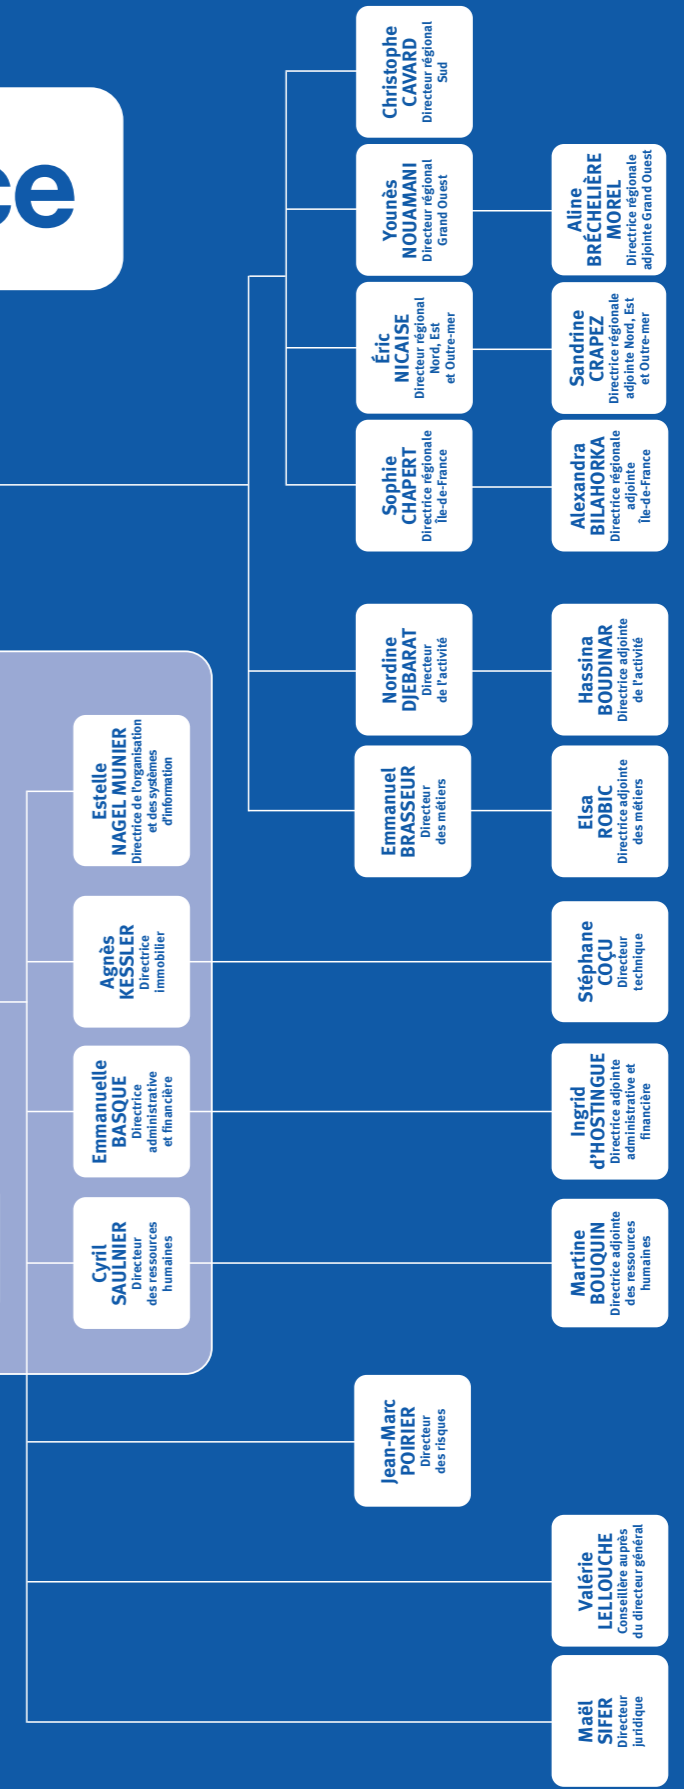 ce
Maël
SIFER
Directeur
juridique
Valérie
LELLOUCHE
Conseillère auprès
du directeur général
Jean-Marc
POIRIER
Directeur
des risques
Cyril
SAULNIER
Directeur
des ressources
humaines
Martine
BOUQUIN
Directrice adjointe
des ressources
humaines
Emmanuelle
BASQUE
Directrice
administrative
et financière
Ingrid
d'HOSTINGUE
Directrice adjointe
administrative et
financière
Agnès
KESSLER
Directrice
immobilier
Stéphane
COÇU
Directeur
technique
Estelle
NAGEL MUNIER
Directrice de l'organisation
et des systèmes
d'information
Emmanuel
BRASSEUR
Directeur
des métiers
Elsa
ROBIC
Directrice adjointe
des métiers
Nordine
DJEBARAT
Directeur
de l'activité
Hassina
BOUDINAR
Directrice adjointe
de l'activité
Sophie
CHAPERT
Directrice régionale
Île-de-France
Alexandra
BILAHORKA
Directrice régionale
adjointe
Île-de-France
Éric
NICAISE
Directeur régional
Nord, Est
et Outre-mer
Sandrine
CRAPEZ
Directrice régionale
adjointe Nord, Est
et Outre-mer
Younès
NOUAMANI
Directeur régional
Grand Ouest
Aline
BRÉCHELIÈRE
MOREL
Directrice régionale
adjointe Grand Ouest
Christophe
CAVARD
Directeur régional
Sud